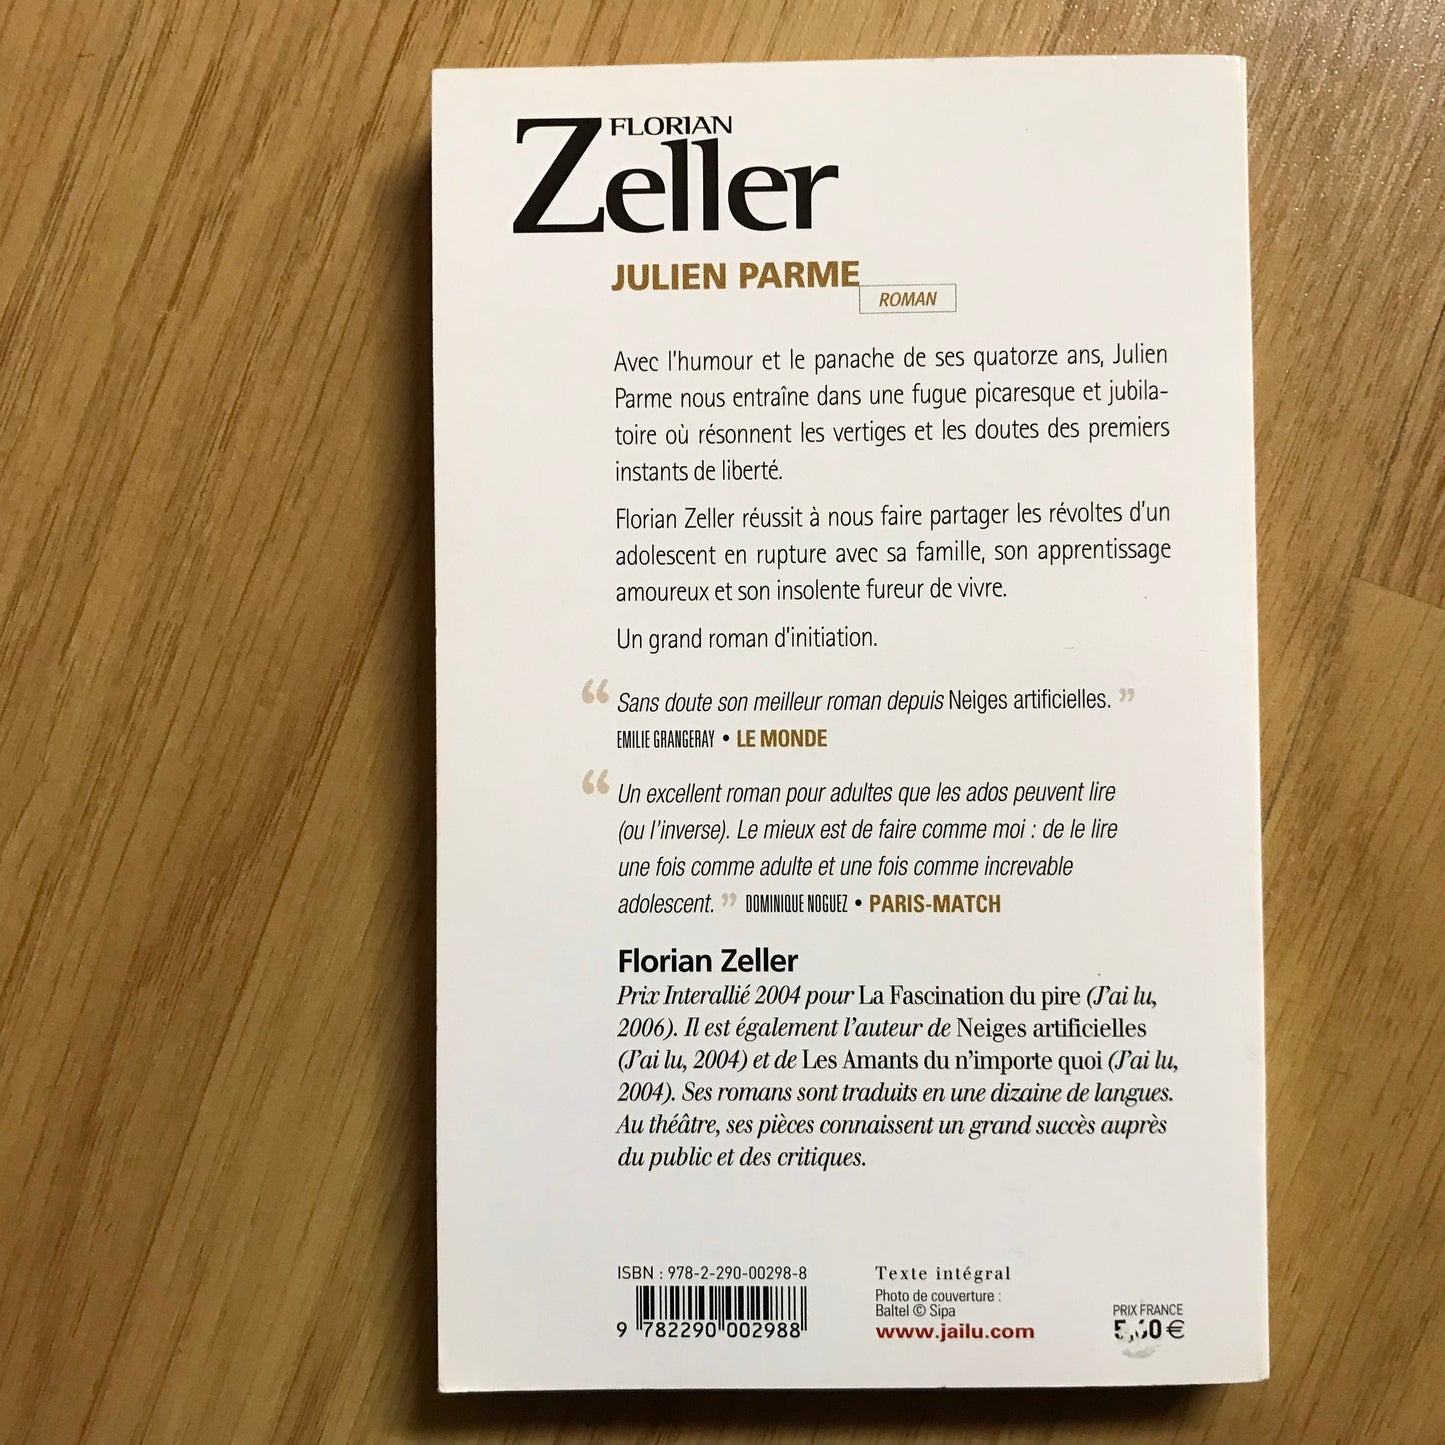 FLORIAN
Zeller
JULIEN PARME
ROMAN
Avec l'humour et le panache de ses quatorze ans, Julien
Parme nous entraîne dans une fugue picaresque et jubila-
toire où résonnent les vertiges et les doutes des premiers
instants de liberté.
Florian Zeller réussit à nous faire partager les révoltes d'un
adolescent en rupture avec sa famille, son apprentissage
amoureux et son insolente fureur de vivre.
Un grand roman d'initiation.
“ Sans doute son meilleur roman depuis Neiges artificielles. ”
EMILIE GRANGERAY • LE MONDE
“ Un excellent roman pour adultes que les ados peuvent lire
(ou l'inverse). Le mieux est de faire comme moi : de le lire
une fois comme adulte et une fois comme increvable
adolescent. ” DOMINIQUE NOGUEZ • PARIS-MATCH
Florian Zeller
Prix Interallié 2004 pour La Fascination du pire (J'ai lu,
2006). Il est également l'auteur de Neiges artificielles
(J'ai lu, 2004) et de Les Amants du n'importe quoi (J'ai lu,
2004). Ses romans sont traduits en une dizaine de langues.
Au théâtre, ses pièces connaissent un grand succès auprès
du public et des critiques.
ISBN : 978-2-290-00298-8
9 782290 002988
Texte intégral
Photo de couverture :
Baltel © Sipa
www.jailu.com
PRIX FRANCE